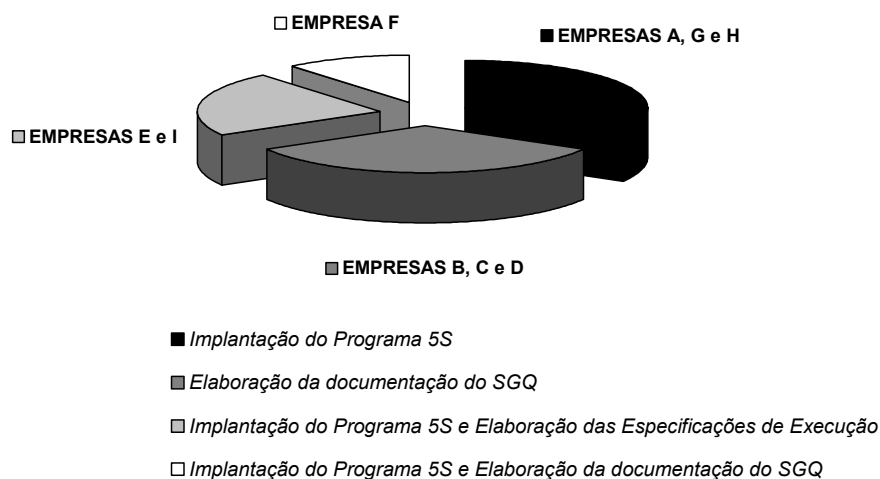 EMPRESA F
EMPRESAS A, G e H
EMPRESAS E e I
EMPRESAS B, C e D
Implantação do Programa 5S
Elaboração da documentação do SGQ
Implantação do Programa 5S e Elaboração das Especificações de Execução
Implantação do Programa 5S e Elaboração da documentação do SGQ